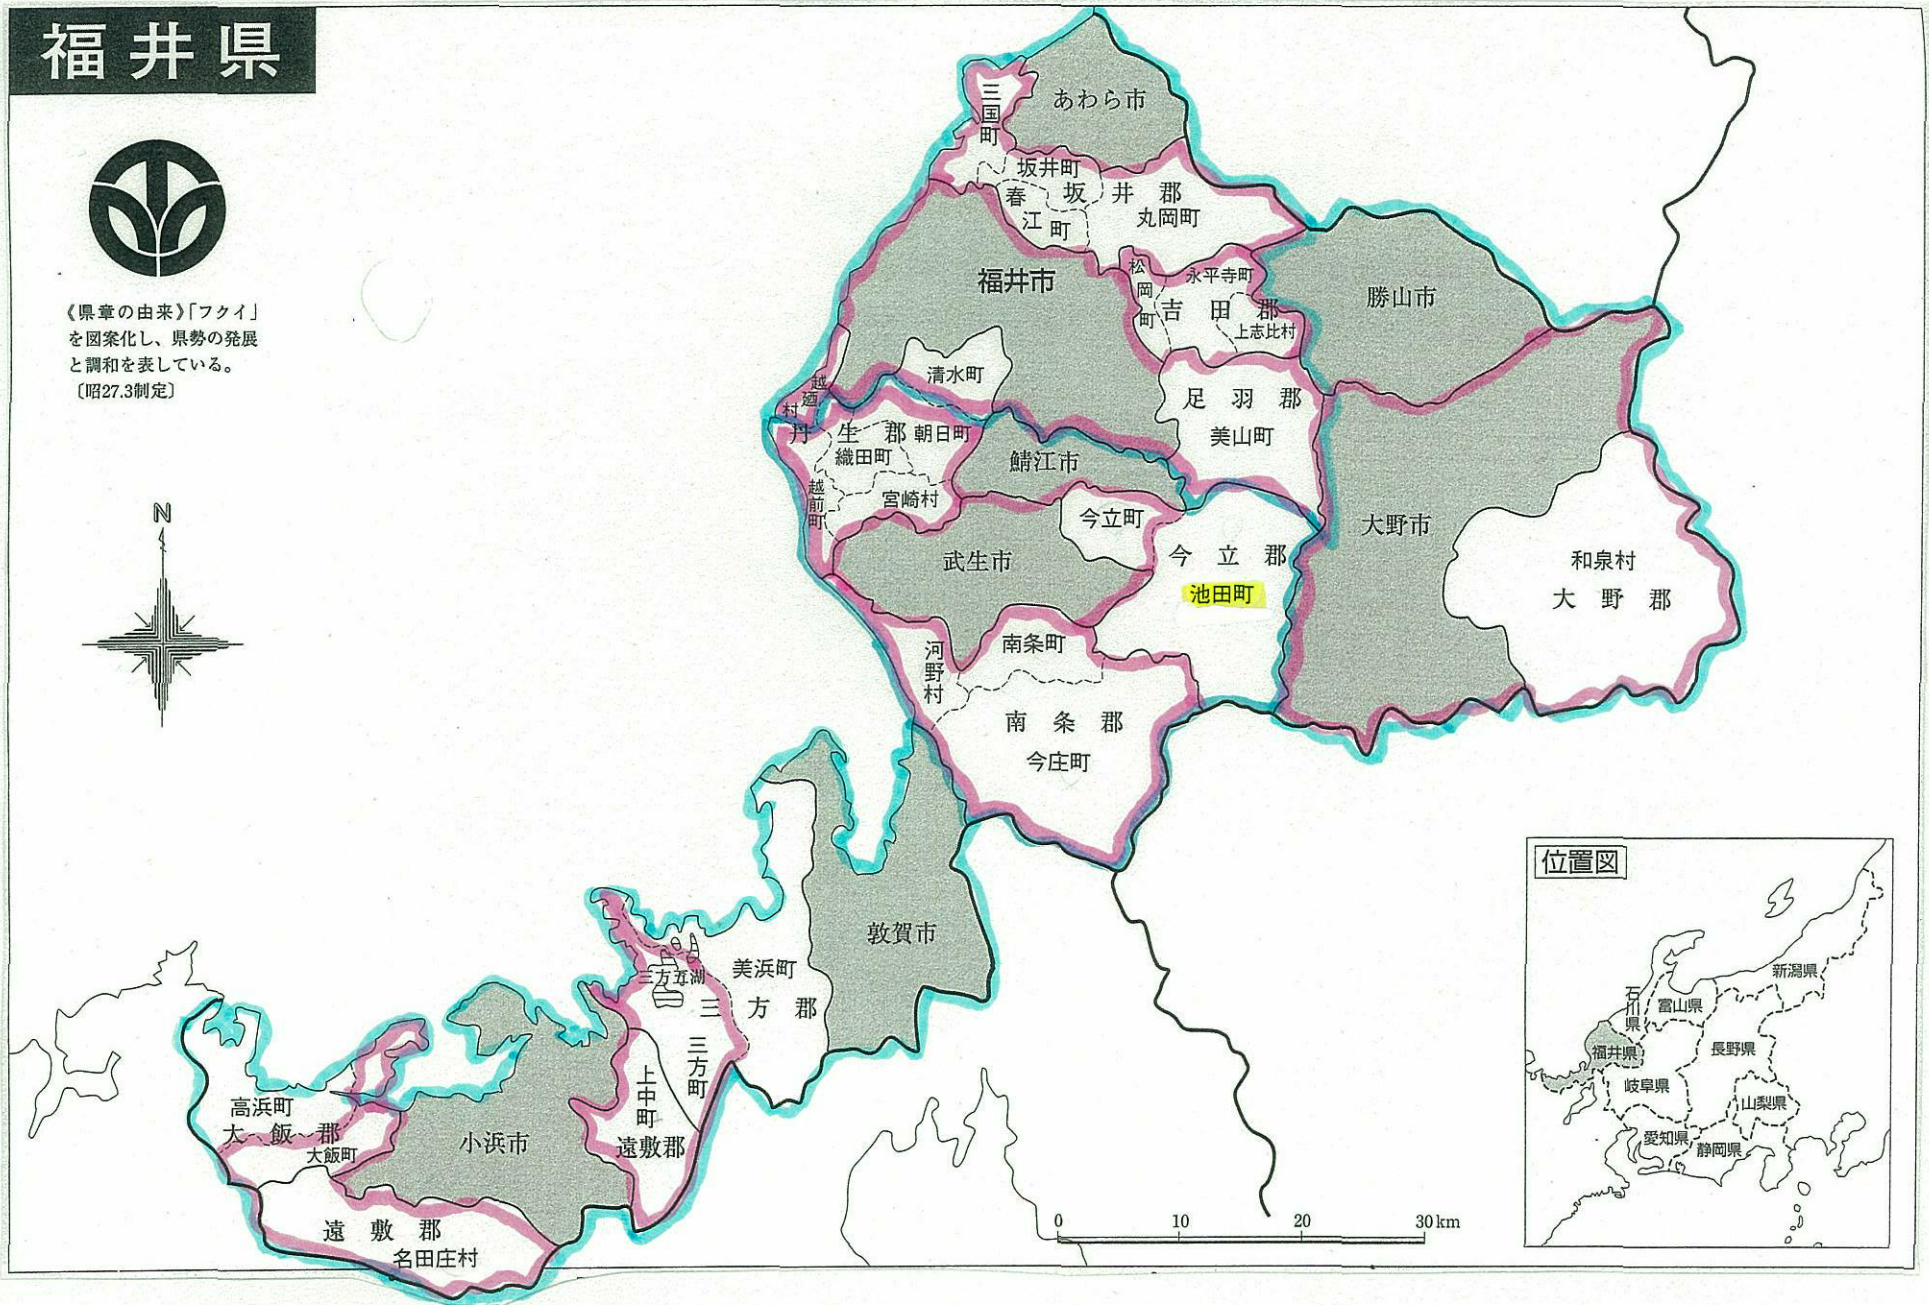 福井県
《県章の由来》「フクイ」
を図案化し、県勢の発展
と調和を表している。
〔昭27.3制定〕
N
あわら市
三国町
坂井町
坂井郡
春江町
丸岡町
福井市
松岡町
永平寺町
吉田郡
上志比村
勝山市
清水町
越廼村
足羽郡
美山町
丹生郡
朝日町
織田町
鯖江市
越前町
宮崎村
今立町
武生市
今立郡
池田町
大野市
和泉村
大野郡
河野村
南条町
南条郡
今庄町
敦賀市
三方五湖
美浜町
三方郡
三方町
上中町
遠敷郡
高浜町
大飯郡
大飯町
小浜市
遠敷郡
名田庄村
0 10 20 30km
位置図
新潟県
石川県
富山県
福井県
長野県
岐阜県
山梨県
愛知県
静岡県